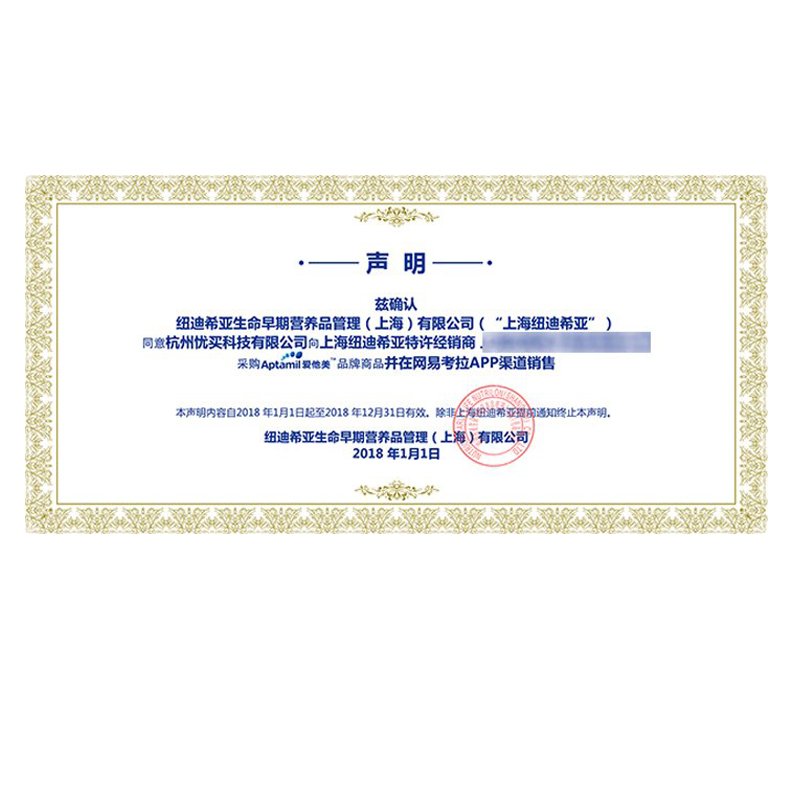 声 明
兹确认
纽迪希亚生命早期营养品管理（上海）有限公司（“上海纽迪希亚”）
同意杭州优买科技有限公司向上海纽迪希亚特许经销商
采购Aptamil爱他美™品牌商品并在网易考拉APP渠道销售
本声明内容自2018 年1月1日起至2018 年12月31日有效。除非上海纽迪希亚提前通知终止本声明。
纽迪希亚生命早期营养品管理（上海）有限公司
2018 年1月1日